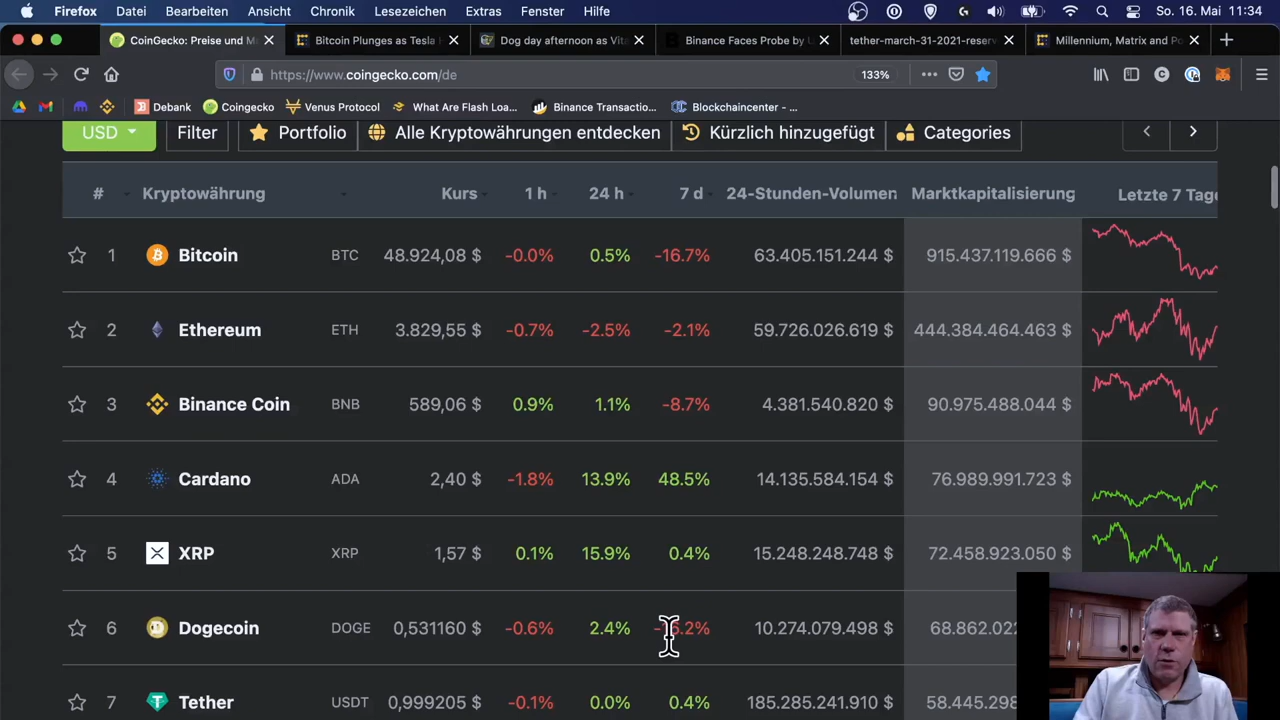 Firefox Datei Bearbeiten Ansicht Chronik Lesezeichen Extras Fenster Hilfe So. 16. Mai 11:34
CoinGecko: Preise und M Bitcoin Plunges as Tesla Dog day afternoon as Vita Binance Faces Probe by U tether-march-31-2021-reserv Millennium, Matrix and Po
https://www.coingecko.com/de 133%
Debank Coingecko Venus Protocol What Are Flash Loa... Binance Transactio... Blockchaincenter - ...
USD Filter Portfolio Alle Kryptowährungen entdecken Kürzlich hinzugefügt Categories
# Kryptowährung Kurs 1 h 24 h 7 d 24-Stunden-Volumen Marktkapitalisierung Letzte 7 Tage
1 Bitcoin BTC 48.924,08 $ -0.0% 0.5% -16.7% 63.405.151.244 $ 915.437.119.666 $
2 Ethereum ETH 3.829,55 $ -0.7% -2.5% -2.1% 59.726.026.619 $ 444.384.464.463 $
3 Binance Coin BNB 589,06 $ 0.9% 1.1% -8.7% 4.381.540.820 $ 90.975.488.044 $
4 Cardano ADA 2,40 $ -1.8% 13.9% 48.5% 14.135.584.154 $ 76.989.991.723 $
5 XRP XRP 1,57 $ 0.1% 15.9% 0.4% 15.248.248.748 $ 72.458.923.050 $
6 Dogecoin DOGE 0,531160 $ -0.6% 2.4% 10.274.079.498 $ 68.862.02
7 Tether USDT 0,999205 $ -0.1% 0.0% 0.4% 185.285.241.910 $ 58.445.298